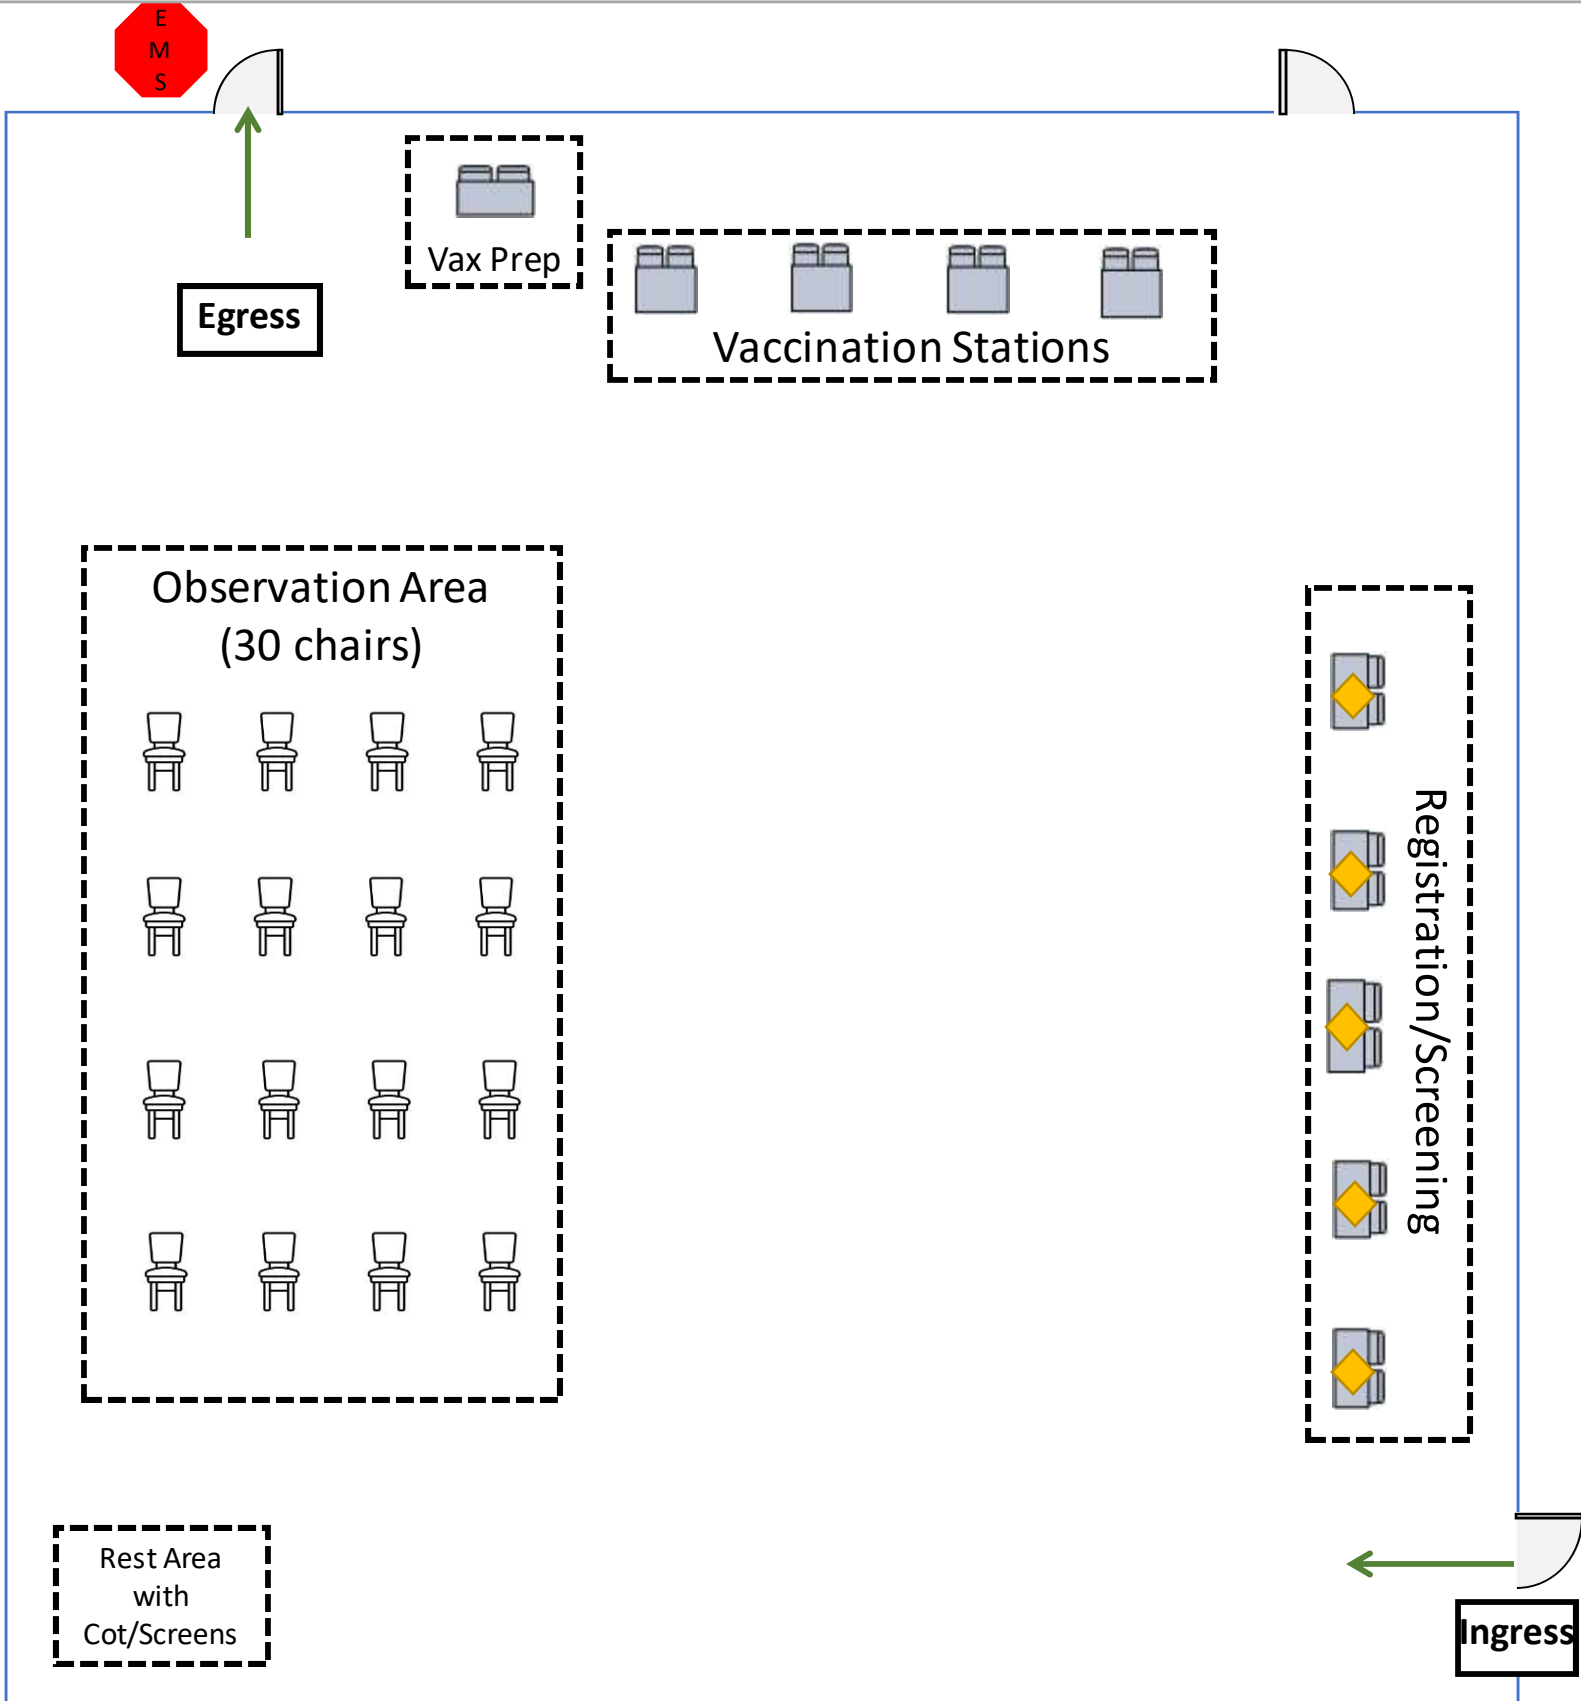 E
M
S
Vax Prep
Egress
Vaccination Stations
Observation Area
(30 chairs)
Registration/Screening
Rest Area
with
Cot/Screens
Ingress